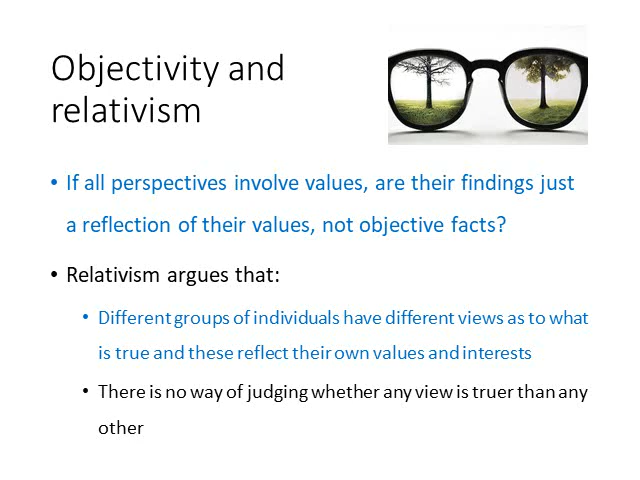 Objectivity and
relativism
• If all perspectives involve values, are their findings just
a reflection of their values, not objective facts?
• Relativism argues that:
• Different groups of individuals have different views as to what
is true and these reflect their own values and interests
• There is no way of judging whether any view is truer than any
other